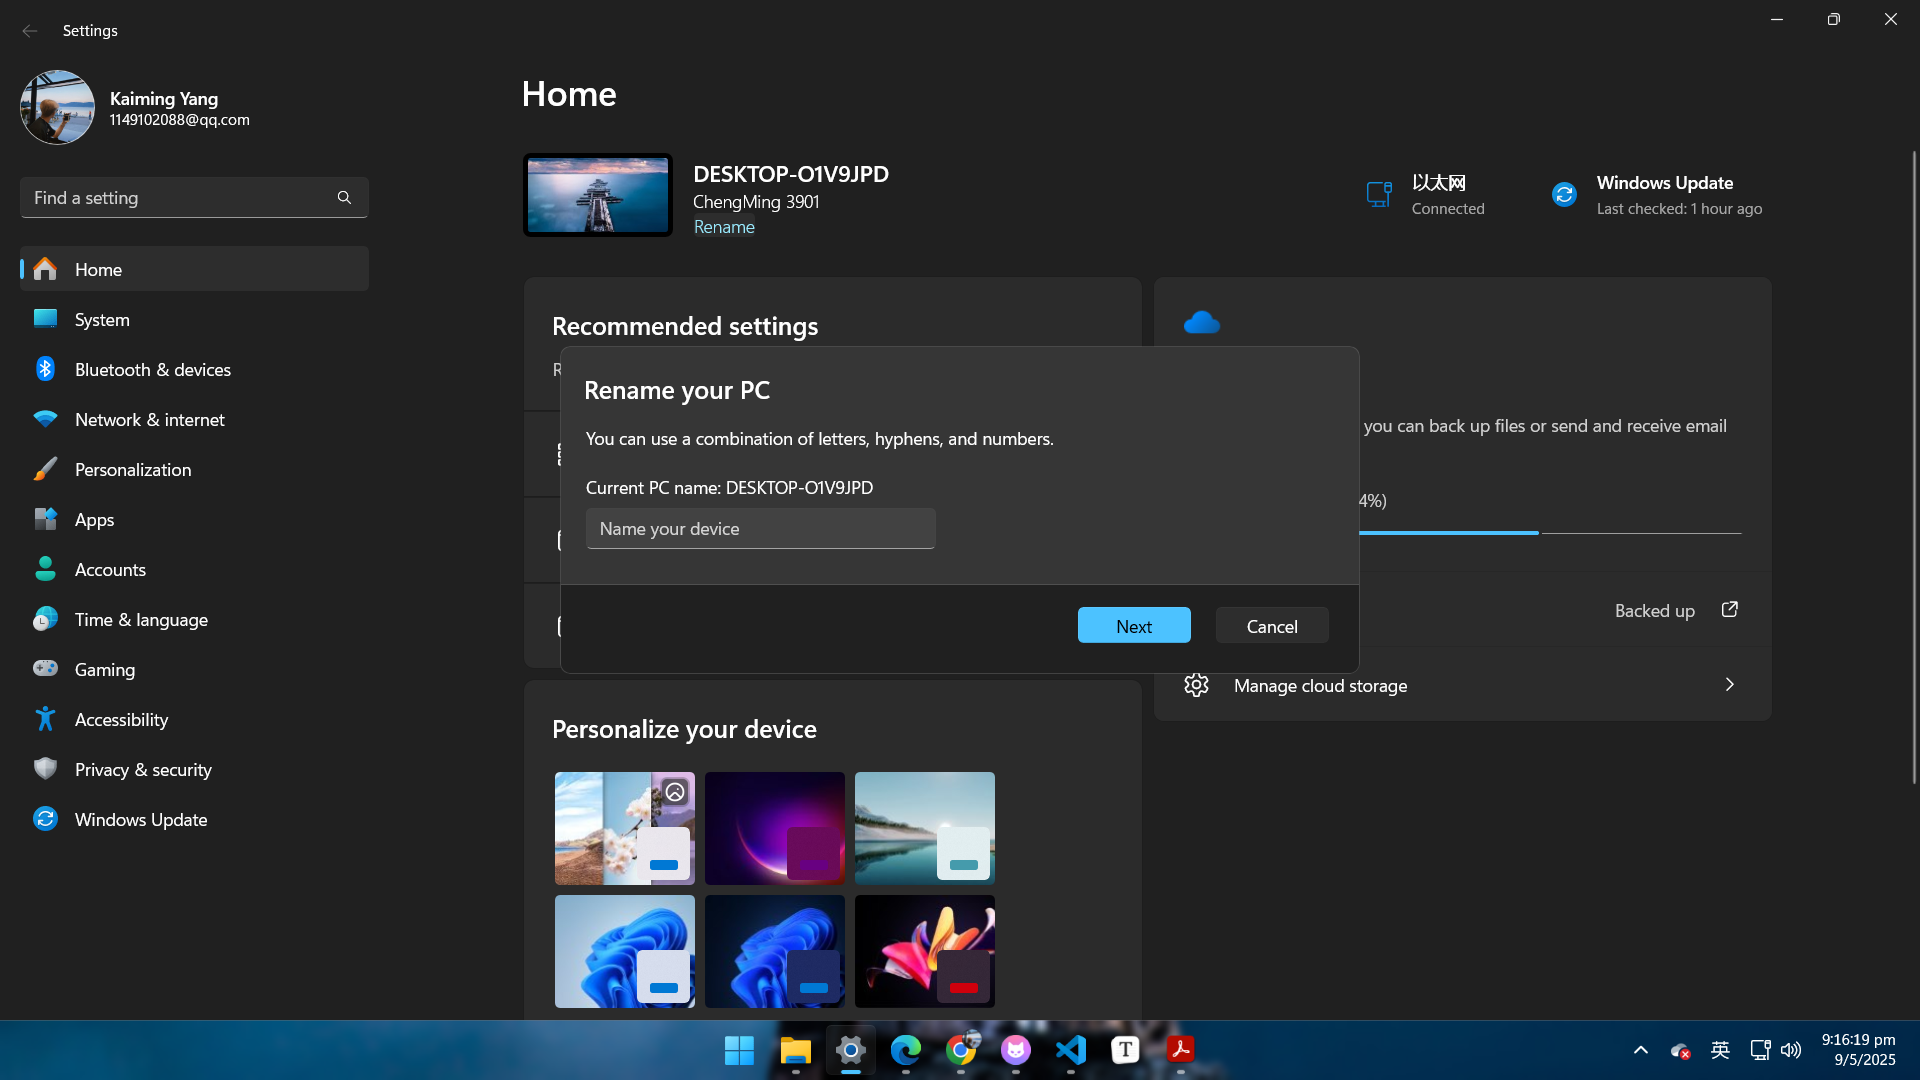 Settings
Kaiming Yang
1149102088@qq.com
Find a setting
Home
System
Bluetooth & devices
Network & internet
Personalization
Apps
Accounts
Time & language
Gaming
Accessibility
Privacy & security
Windows Update
Home
DESKTOP-O1V9JPD
ChengMing 3901
Rename
以太网
Connected
Windows Update
Last checked: 1 hour ago
Recommended settings
R
Rename your PC
You can use a combination of letters, hyphens, and numbers.
Current PC name: DESKTOP-O1V9JPD
Name your device
Next
Cancel
you can back up files or send and receive email
4%)
Backed up
Manage cloud storage
Personalize your device
T
英
9:16:19 pm
9/5/2025